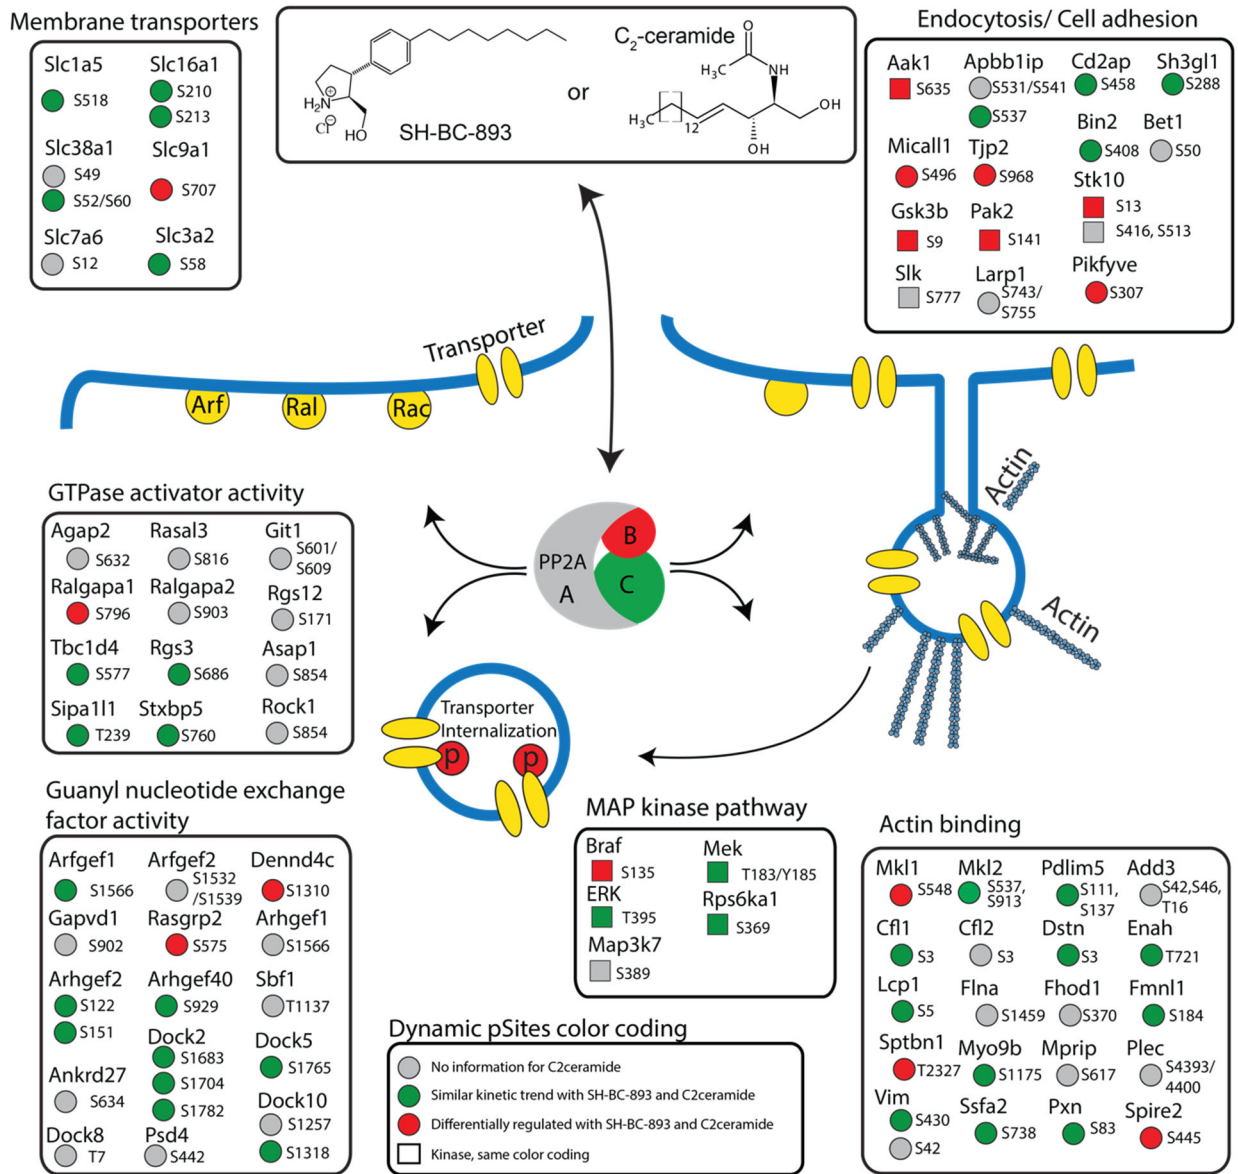 Membrane transporters
Slc1a5
S518
Slc16a1
S210
S213
Slc38a1
S49
S52/S60
Slc9a1
S707
Slc7a6
S12
Slc3a2
S58
H2N
+
Cl−
HO
SH-BC-893
or
C2-ceramide
O
H3C
NH
H3C
12
OH
OH
Endocytosis/ Cell adhesion
Aak1
S635
Apbb1ip
S531/S541
S537
Cd2ap
S458
Sh3gl1
S288
Bin2
S408
Bet1
S50
Micall1
S496
Tjp2
S968
Stk10
S13
S416, S513
Gsk3b
S9
Pak2
S141
Slk
S777
Larp1
S743/
S755
Pikfyve
S307
Transporter
Arf
Ral
Rac
Actin
Actin
PP2A
A
B
C
Transporter
Internalization
p
p
GTPase activator activity
Agap2
S632
Rasal3
S816
Git1
S601/
S609
Ralgapa1
S796
Ralgapa2
S903
Rgs12
S171
Tbc1d4
S577
Rgs3
S686
Asap1
S854
Sipa1l1
T239
Stxbp5
S760
Rock1
S854
Guanyl nucleotide exchange
factor activity
Arfgef1
S1566
Arfgef2
S1532
/S1539
Dennd4c
S1310
Gapvd1
S902
Rasgrp2
S575
Arhgef1
S1566
Arhgef2
S122
S151
Arhgef40
S929
Sbf1
T1137
Dock2
S1683
S1704
S1782
Dock5
S1765
Ankrd27
S634
Dock10
S1257
S1318
Dock8
T7
Psd4
S442
MAP kinase pathway
Braf
S135
Mek
T183/Y185
ERK
T395
Rps6ka1
S369
Map3k7
S389
Dynamic pSites color coding
No information for C2ceramide
Similar kinetic trend with SH-BC-893 and C2ceramide
Differentially regulated with SH-BC-893 and C2ceramide
Kinase, same color coding
Actin binding
Mkl1
S548
Mkl2
S537,
S913
Pdlim5
S111,
S137
Add3
S42,S46,
T16
Cfl1
S3
Cfl2
S3
Dstn
S3
Enah
T721
Lcp1
S5
Flna
S1459
Fhod1
S370
Fmnl1
S184
Sptbn1
T2327
Myo9b
S1175
Mprip
S617
Plec
S4393/
4400
Vim
S430
S42
Ssfa2
S738
Pxn
S83
Spire2
S445